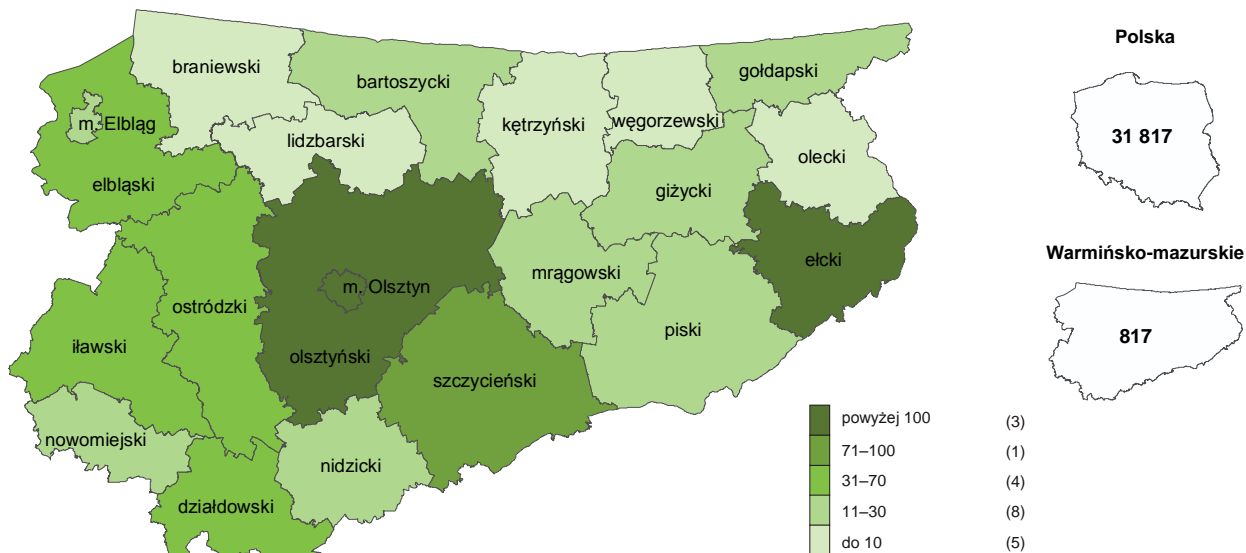 braniewski
bartoszycki
gołdapski
m. Elbląg
lidzbarski
kętrzyński
węgorzewski
olecki
elbląski
giżycki
ełcki
mrągowski
m. Olsztyn
ostródzki
piski
iławski
olsztyński
szczycieński
nowomiejski
nidzicki
działdowski
Polska
31 817
Warmińsko-mazurskie
817
powyżej 100 (3)
71–100 (1)
31–70 (4)
11–30 (8)
do 10 (5)